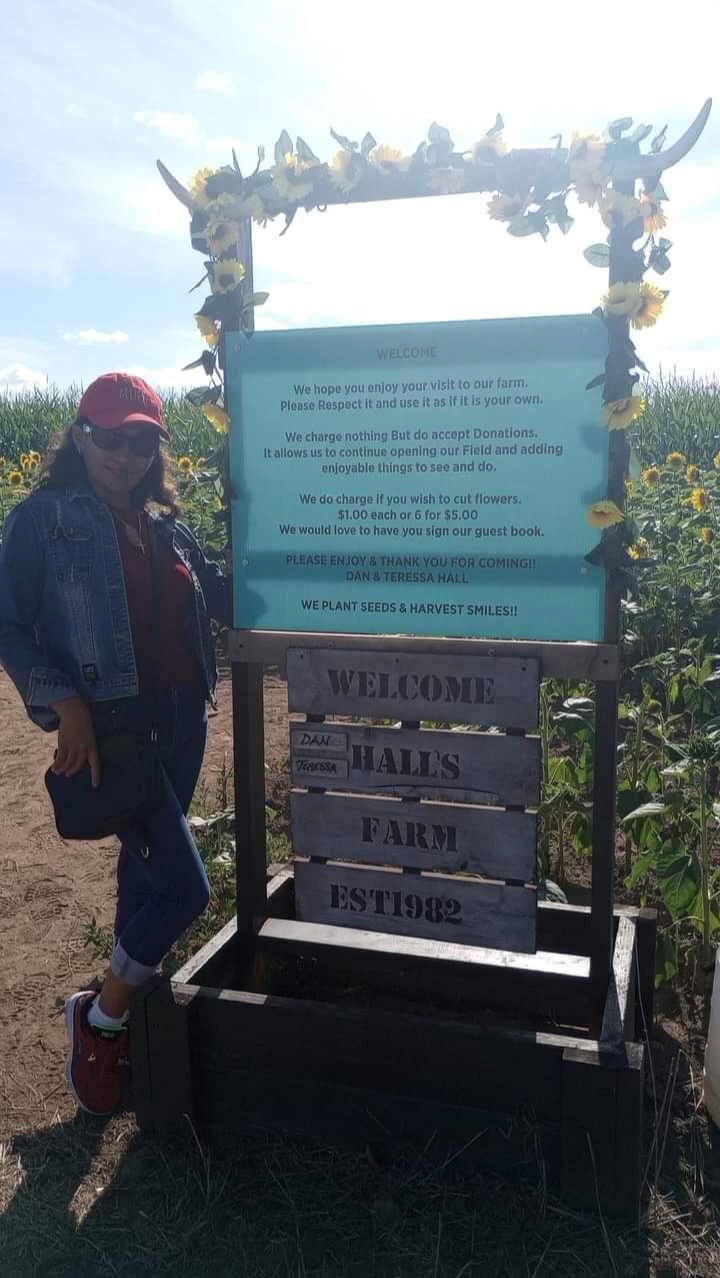 WELCOME
We hope you enjoy your visit to our farm.
Please Respect it and use it as if it is your own.
We charge nothing But do accept Donations.
It allows us to continue opening our Field and adding
enjoyable things to see and do.
We do charge if you wish to cut flowers.
$1.00 each or 6 for $5.00
We would love to have you sign our guest book.
PLEASE ENJOY & THANK YOU FOR COMING!!
DAN & TERESSA HALL
WE PLANT SEEDS & HARVEST SMILES!!
WELCOME
DAN
TERESSA
HALL'S
FARM
EST1982